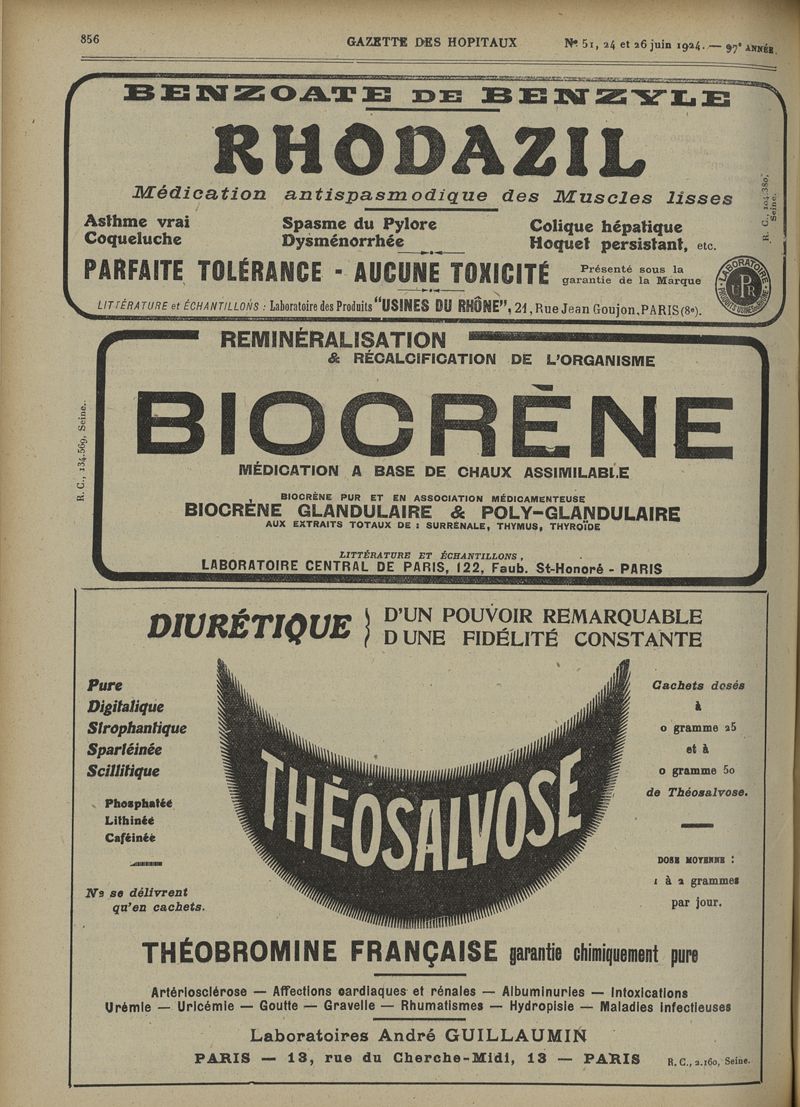 856
GAZETTE DES HOPITAUX
Nº 51, 24 et 26 juin 1924. — 97e ANNÉE.
BENZOATE DE BENZYLE
RHODAZIL
Médication antispasmodique des Muscles lisses
Asthme vrai
Coqueluche
Spasme du Pylore
Dysménorrhée
Colique hépatique
Hoquet persistant, etc.
R. C., 104.380, Seine.
PARFAITE TOLÉRANCE - AUCUNE TOXICITÉ
Présenté sous la
garantie de la Marque
LABORATOIRE
PRODUITS USINES DU RHÔNE
UPR
LITTÉRATURE et ÉCHANTILLONS : Laboratoire des Produits "USINES DU RHÔNE", 21, Rue Jean Goujon, PARIS (8e).
REMINÉRALISATION
& RÉCALCIFICATION DE L'ORGANISME
BIOCRÈNE
MÉDICATION A BASE DE CHAUX ASSIMILABLE
BIOCRÈNE PUR ET EN ASSOCIATION MÉDICAMENTEUSE
BIOCRÈNE GLANDULAIRE & POLY-GLANDULAIRE
AUX EXTRAITS TOTAUX DE : SURRÉNALE, THYMUS, THYROÏDE
LITTÉRATURE ET ÉCHANTILLONS,
LABORATOIRE CENTRAL DE PARIS, 122, Faub. St-Honoré - PARIS
R. C., 134.569, Seine.
DIURÉTIQUE } D'UN POUVOIR REMARQUABLE
D UNE FIDÉLITÉ CONSTANTE
Pure
Digitalique
Strophantique
Spartéinée
Scillitique
Phosphatée
Lithinée
Caféinée
Ne se délivrent
qu'en cachets.
THÉOSALVOSE
Cachets dosés
à
0 gramme 25
et à
0 gramme 50
de Théosalvose.
DOSE MOYENNE :
1 à 2 grammes
par jour.
THÉOBROMINE FRANÇAISE garantie chimiquement pure
Artériosclérose — Affections cardiaques et rénales — Albuminuries — Intoxications
Urémie — Uricémie — Goutte — Gravelle — Rhumatismes — Hydropisie — Maladies infectieuses
Laboratoires André GUILLAUMIN
PARIS — 13, rue du Cherche-Midi, 13 — PARIS
R. C., 2.160, Seine.